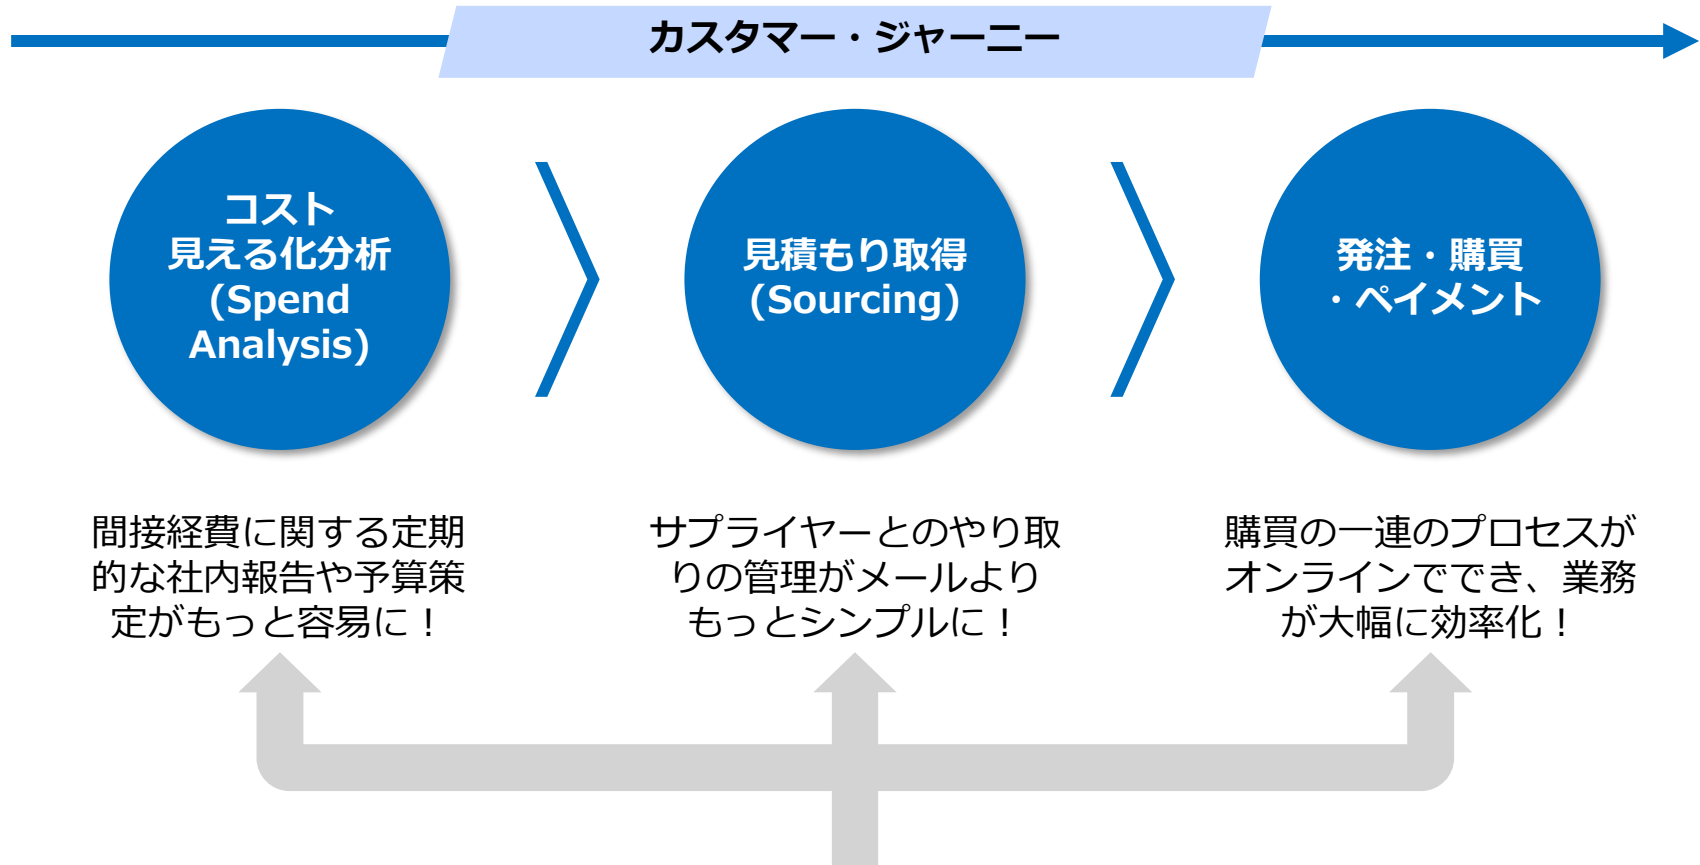 カスタマー・ジャーニー
コスト
見える化分析
(Spend
Analysis)
見積もり取得
(Sourcing)
発注・購買
・ペイメント
間接経費に関する定期
的な社内報告や予算策
定がもっと容易に！
サプライヤーとのやり取
りの管理がメールより
もっとシンプルに！
購買の一連のプロセスが
オンラインででき、業務
が大幅に効率化！